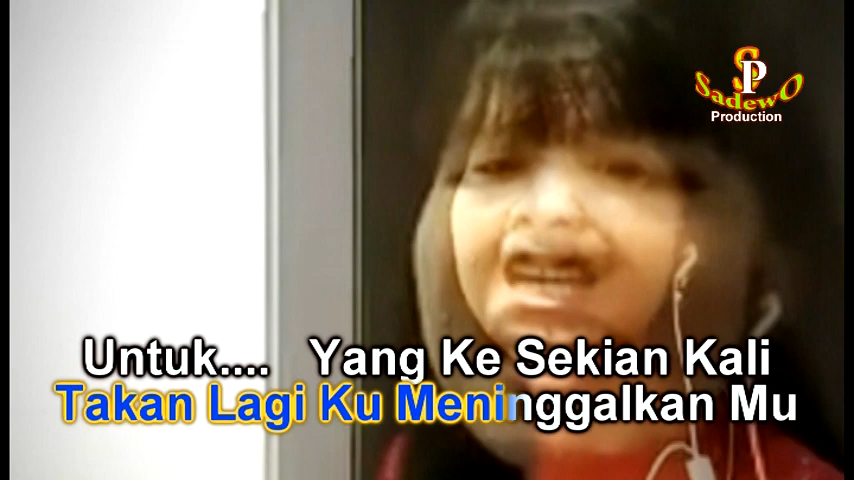 SP
Sadewo
Production
Untuk.... Yang Ke Sekian Kali
Takan Lagi Ku Meninggalkan Mu